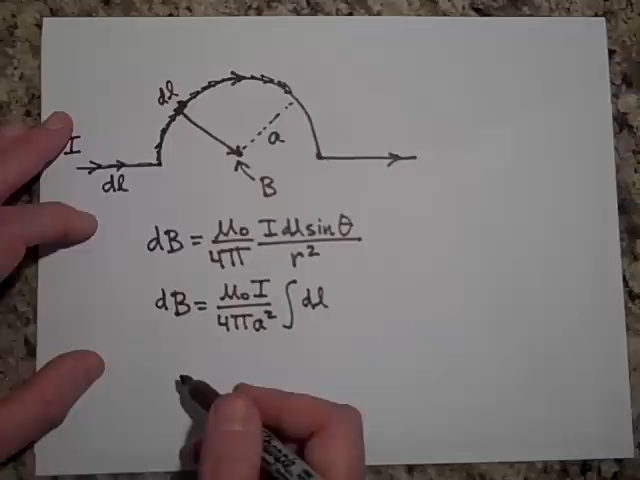 dl
I
dl
a
B
dB = μ₀/4π I dl sin θ/r²
dB = μ₀I/4πa² ∫ dl